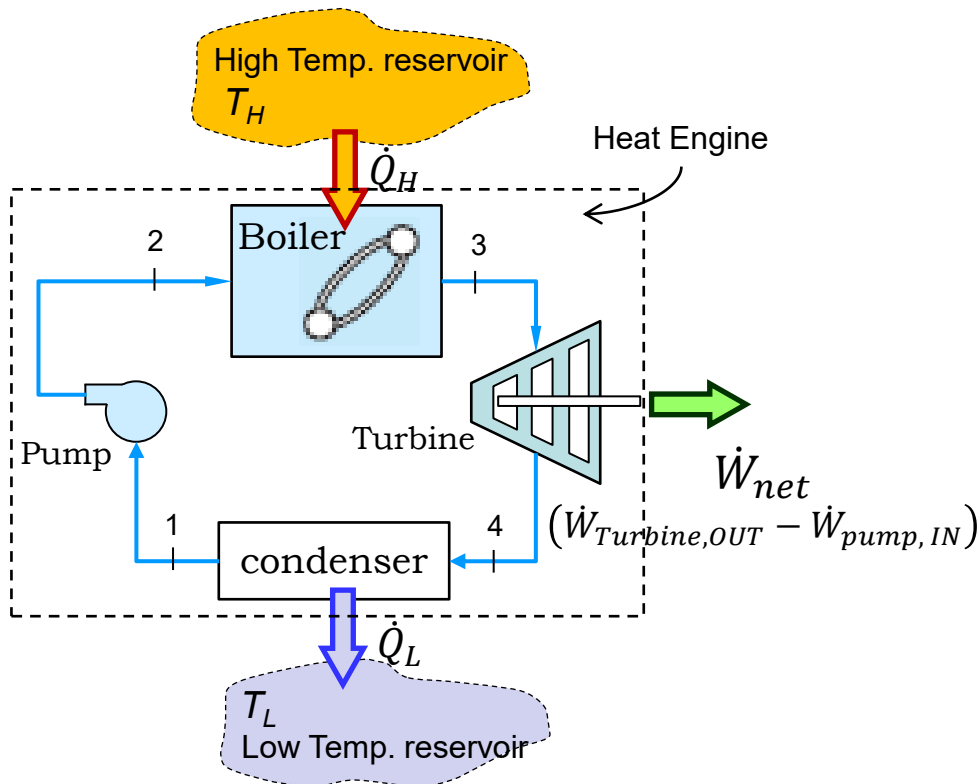 High Temp. reservoir
T_H
Heat Engine
Q̇_H
Boiler
2
3
Pump
Turbine
Ẇ_net
(Ẇ_Turbine,OUT − Ẇ_pump, IN)
1
condenser
4
Q̇_L
T_L
Low Temp. reservoir